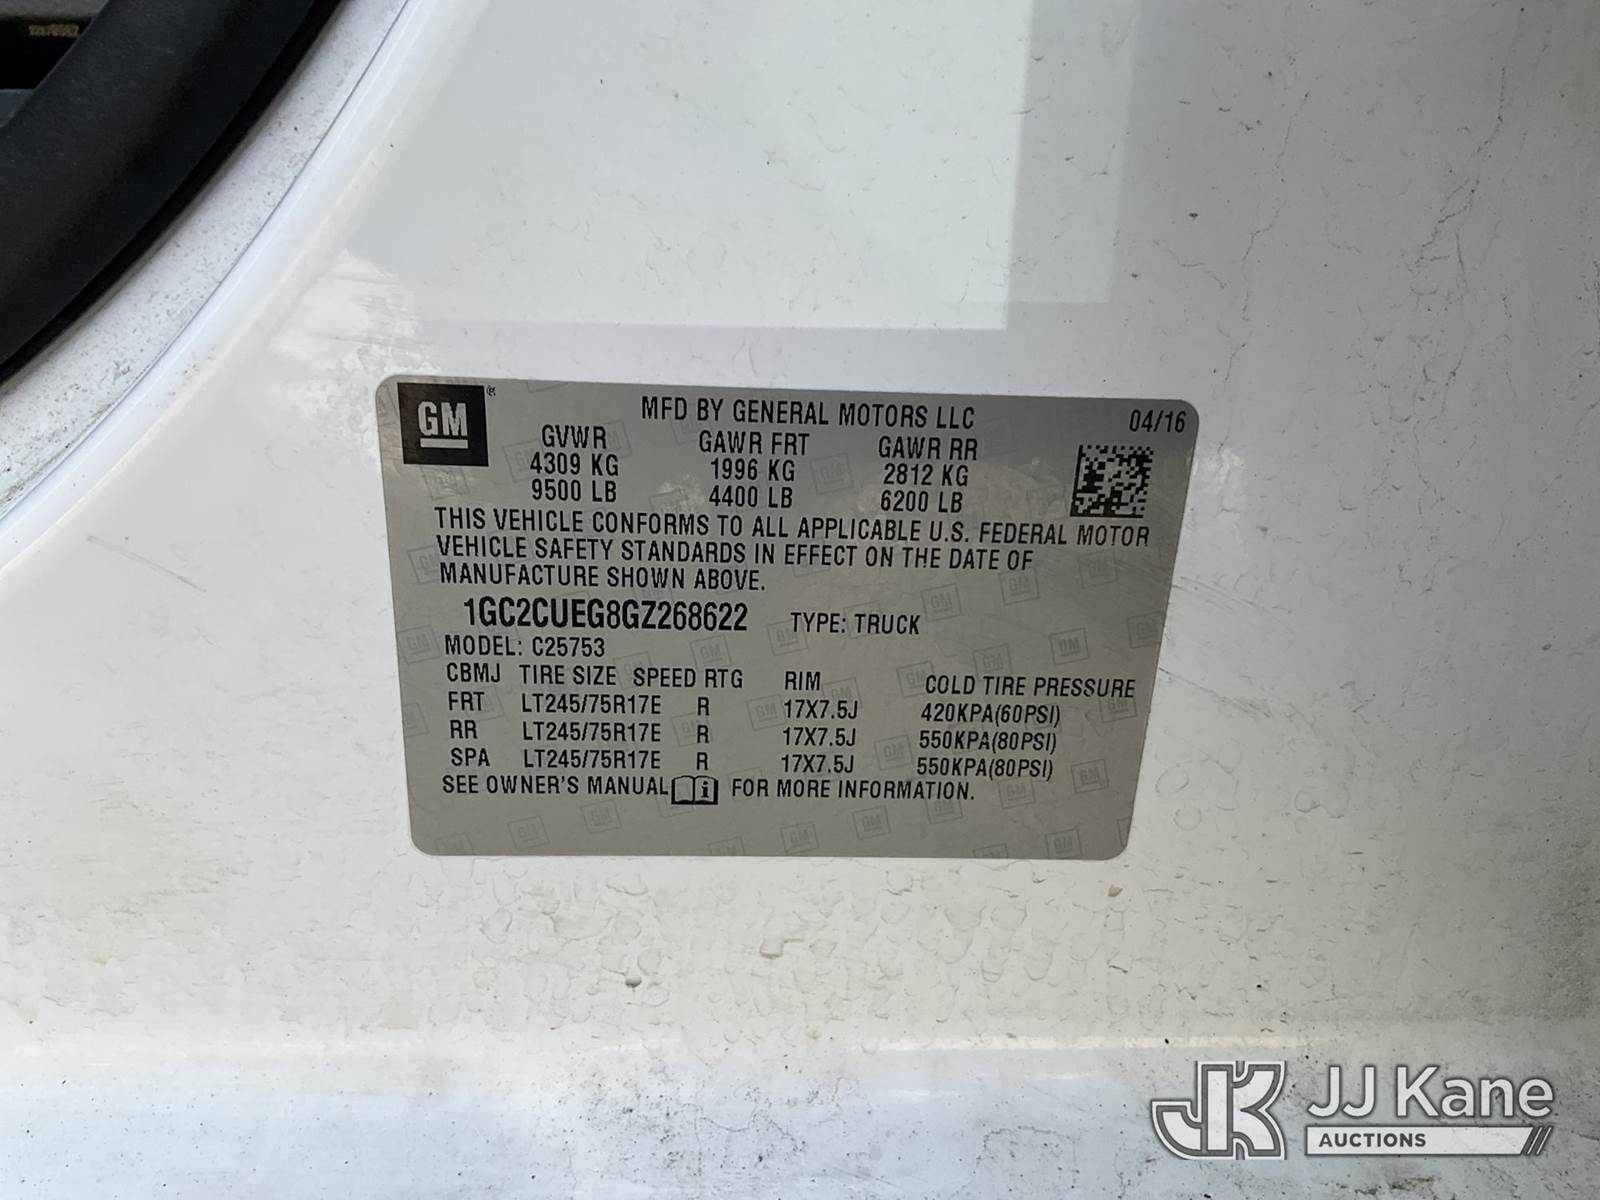 GM
MFD BY GENERAL MOTORS LLC 04/16
GVWR GAWR FRT GAWR RR
4309 KG 1996 KG 2812 KG
9500 LB 4400 LB 6200 LB
THIS VEHICLE CONFORMS TO ALL APPLICABLE U.S. FEDERAL MOTOR
VEHICLE SAFETY STANDARDS IN EFFECT ON THE DATE OF
MANUFACTURE SHOWN ABOVE.
1GC2CUEG8GZ268622 TYPE: TRUCK
MODEL: C25753
CBMJ TIRE SIZE SPEED RTG RIM COLD TIRE PRESSURE
FRT LT245/75R17E R 17X7.5J 420KPA(60PSI)
RR LT245/75R17E R 17X7.5J 550KPA(80PSI)
SPA LT245/75R17E R 17X7.5J 550KPA(80PSI)
SEE OWNER'S MANUAL i FOR MORE INFORMATION.
JK JJ Kane
AUCTIONS